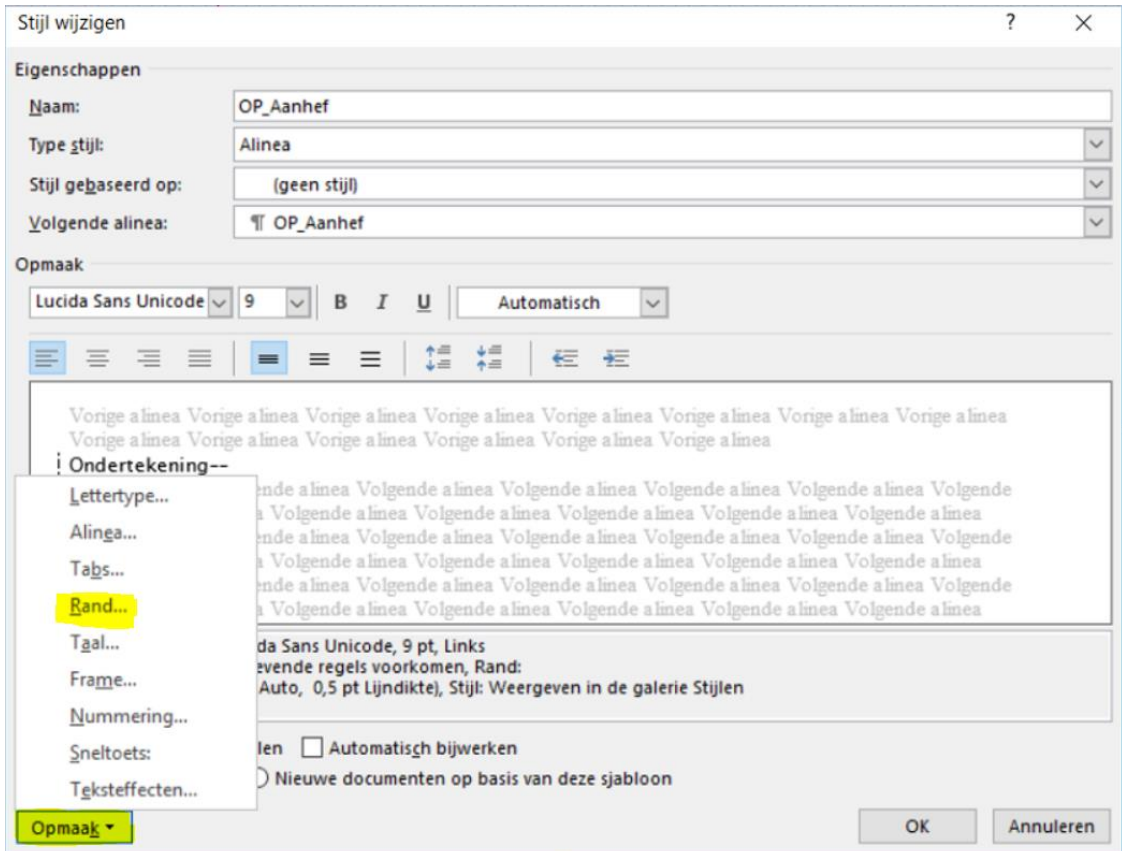 Stijl wijzigen ?
Eigenschappen
Naam: OP_Aanhef
Type stijl: Alinea
Stijl gebaseerd op: (geen stijl)
Volgende alinea: ¶ OP_Aanhef
Opmaak
Lucida Sans Unicode 9 B I U Automatisch
Vorige alinea Vorige alinea Vorige alinea Vorige alinea Vorige alinea Vorige alinea Vorige alinea Vorige alinea
Vorige alinea Vorige alinea Vorige alinea Vorige alinea Vorige alinea Vorige alinea
Ondertekening--
Lettertype...
Alinea...
Tabs...
Rand...
Taal...
Frame...
Nummering...
Sneltoets:
Teksteffecten...
ende alinea Volgende alinea Volgende alinea Volgende alinea Volgende alinea Volgende
a Volgende alinea Volgende alinea Volgende alinea Volgende alinea Volgende alinea
ende alinea Volgende alinea Volgende alinea Volgende alinea Volgende alinea Volgende
a Volgende alinea Volgende alinea Volgende alinea Volgende alinea Volgende alinea
ende alinea Volgende alinea Volgende alinea Volgende alinea Volgende alinea Volgende
a Volgende alinea Volgende alinea Volgende alinea Volgende alinea Volgende alinea
da Sans Unicode, 9 pt, Links
evende regels voorkomen, Rand:
Auto, 0,5 pt Lijndikte), Stijl: Weergeven in de galerie Stijlen
len Automatisch bijwerken
Nieuwe documenten op basis van deze sjabloon
Opmaak OK Annuleren